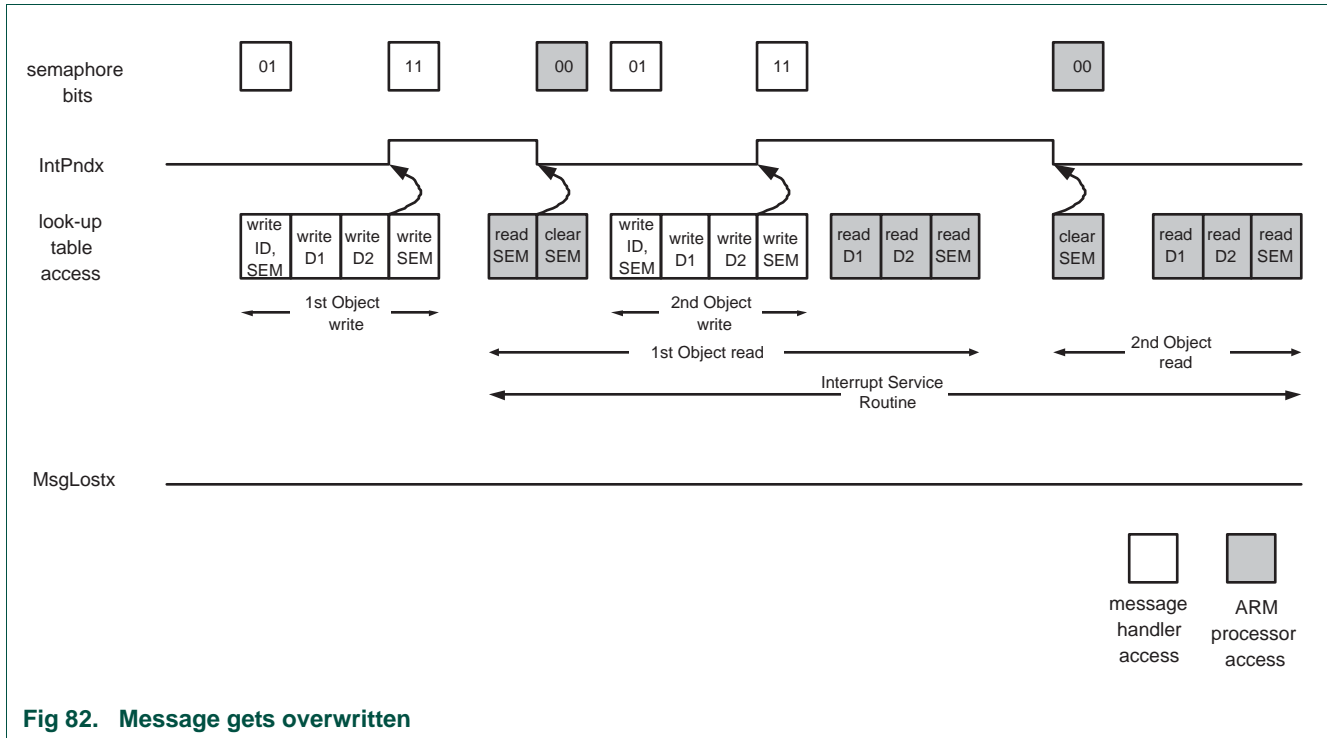 01 11 00 01 11 00
semaphore
bits
IntPndx
look-up
table
access
write
ID,
SEM
write
D1
write
D2
write
SEM
read
SEM
clear
SEM
write
ID,
SEM
write
D1
write
D2
write
SEM
read
D1
read
D2
read
SEM
clear
SEM
read
D1
read
D2
read
SEM
1st Object
write
2nd Object
write
1st Object read
2nd Object
read
Interrupt Service
Routine
MsgLostx
message
handler
access
ARM
processor
access
Fig 82. Message gets overwritten